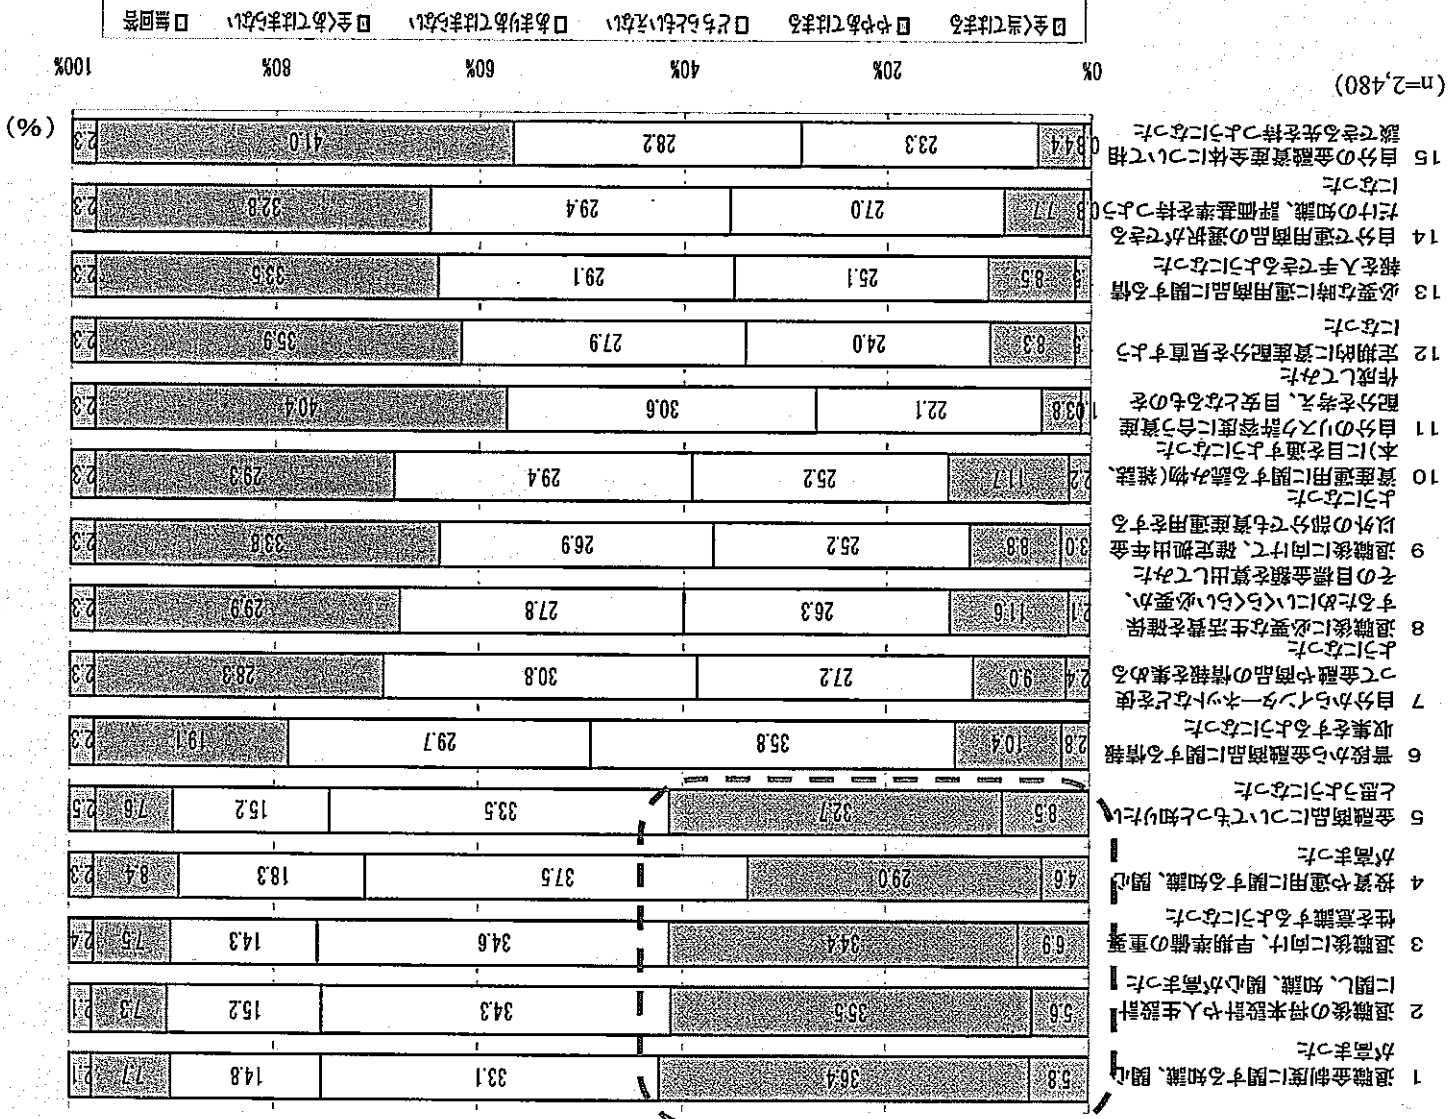 1 退職金制度に関する知識、関心
が高まった
5.8 36.4 33.1 14.8 7.7 2.1
2 退職後の将来設計や人生設計
に関し、知識、関心が高まった
5.6 35.5 34.3 15.2 7.3 2.1
3 退職後に向け、早期準備の重要
性を意識するようになった
6.9 34.4 34.6 14.3 7.5 2.4
4 投資や運用に関する知識、関心
が高まった
4.6 29.0 37.5 18.3 8.4 2.3
5 金融商品についてもっと知りたい
と思うようになった
8.5 32.7 33.5 15.2 7.6 2.5
6 普段から金融商品に関する情報
収集をするようになった
2.8 10.4 35.8 29.7 19.1 2.3
7 自分からインターネットなどを使
って金融や商品の情報を集める
ようになった
2.4 9.0 27.2 30.8 28.3 2.3
8 退職後に必要な生活費を確保
するためにいくらくらい必要か、
その目標金額を算出してみた
2.1 11.6 26.3 27.8 29.9 2.3
9 退職後に向けて、確定拠出年金
以外の部分でも資産運用をする
ようになった
3.0 8.8 25.2 26.9 33.8 2.3
10 資産運用に関する読み物(雑誌、
本)に目を通すようになった
2.2 11.7 25.2 29.4 29.3 2.3
11 自分のリスク許容度に合う資産
配分を考え、目安となるものを
作成してみた
1.0 3.8 22.1 30.6 40.4 2.3
12 定期的に資産配分を見直すよう
になった
8.3 24.0 27.9 35.9 2.3
13 必要な時に運用商品に関する情
報を入手できるようになった
8.5 25.1 29.1 33.5 2.3
14 自分で運用商品の選択ができる
だけの知識、評価基準を持つよう
になった
0.8 7.7 27.0 29.4 32.8 2.3
15 自分の金融資産全体について相
談できる先を持つようになった
0.8 4.4 23.3 28.2 41.0 2.3
(%)
(n=2,480)
0% 20% 40% 60% 80% 100%
全く当てはまる ややあてはまる どちらともいえない あまりあてはまらない 全くあてはまらない 無回答